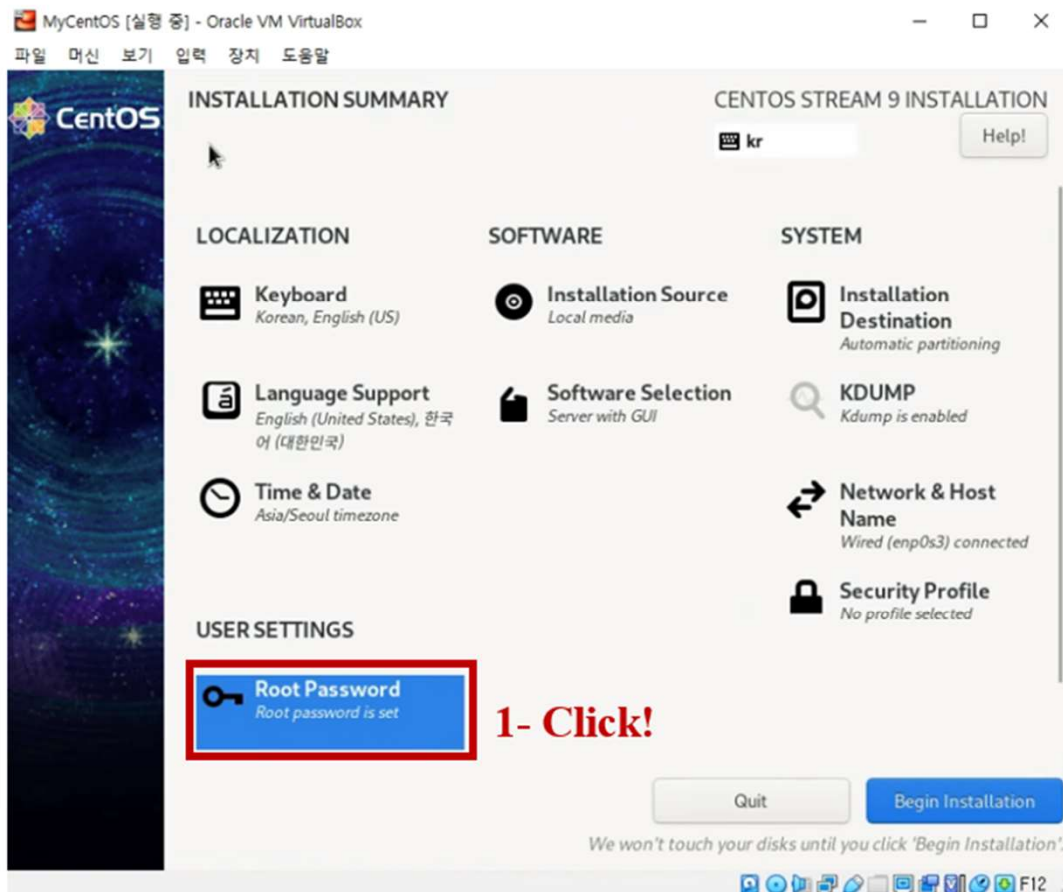 MyCentOS [실행 중] - Oracle VM VirtualBox
파일 머신 보기 입력 장치 도움말
CentOS
INSTALLATION SUMMARY
CENTOS STREAM 9 INSTALLATION
kr
Help!
LOCALIZATION
Keyboard
Korean, English (US)
Language Support
English (United States), 한국
어 (대한민국)
Time & Date
Asia/Seoul timezone
SOFTWARE
Installation Source
Local media
Software Selection
Server with GUI
SYSTEM
Installation
Destination
Automatic partitioning
KDUMP
Kdump is enabled
Network & Host
Name
Wired (enp0s3) connected
Security Profile
No profile selected
USER SETTINGS
Root Password
Root password is set
1- Click!
Quit
Begin Installation
We won't touch your disks until you click 'Begin Installation'.
F12